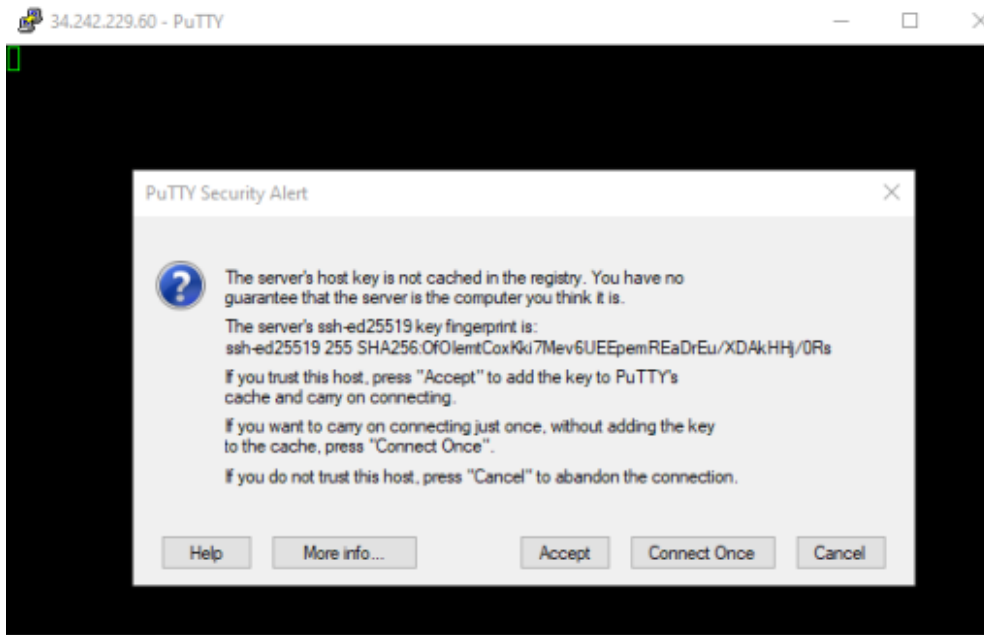 34.242.229.60 - PuTTY
PuTTY Security Alert
The server's host key is not cached in the registry. You have no
guarantee that the server is the computer you think it is.
The server's ssh-ed25519 key fingerprint is:
ssh-ed25519 255 SHA256:OfOlemtCoxKki7Mev6UEEpemREaDrEu/XDAkHHj/0Rs
If you trust this host, press "Accept" to add the key to PuTTY's
cache and carry on connecting.
If you want to carry on connecting just once, without adding the key
to the cache, press "Connect Once".
If you do not trust this host, press "Cancel" to abandon the connection.
Help More info... Accept Connect Once Cancel